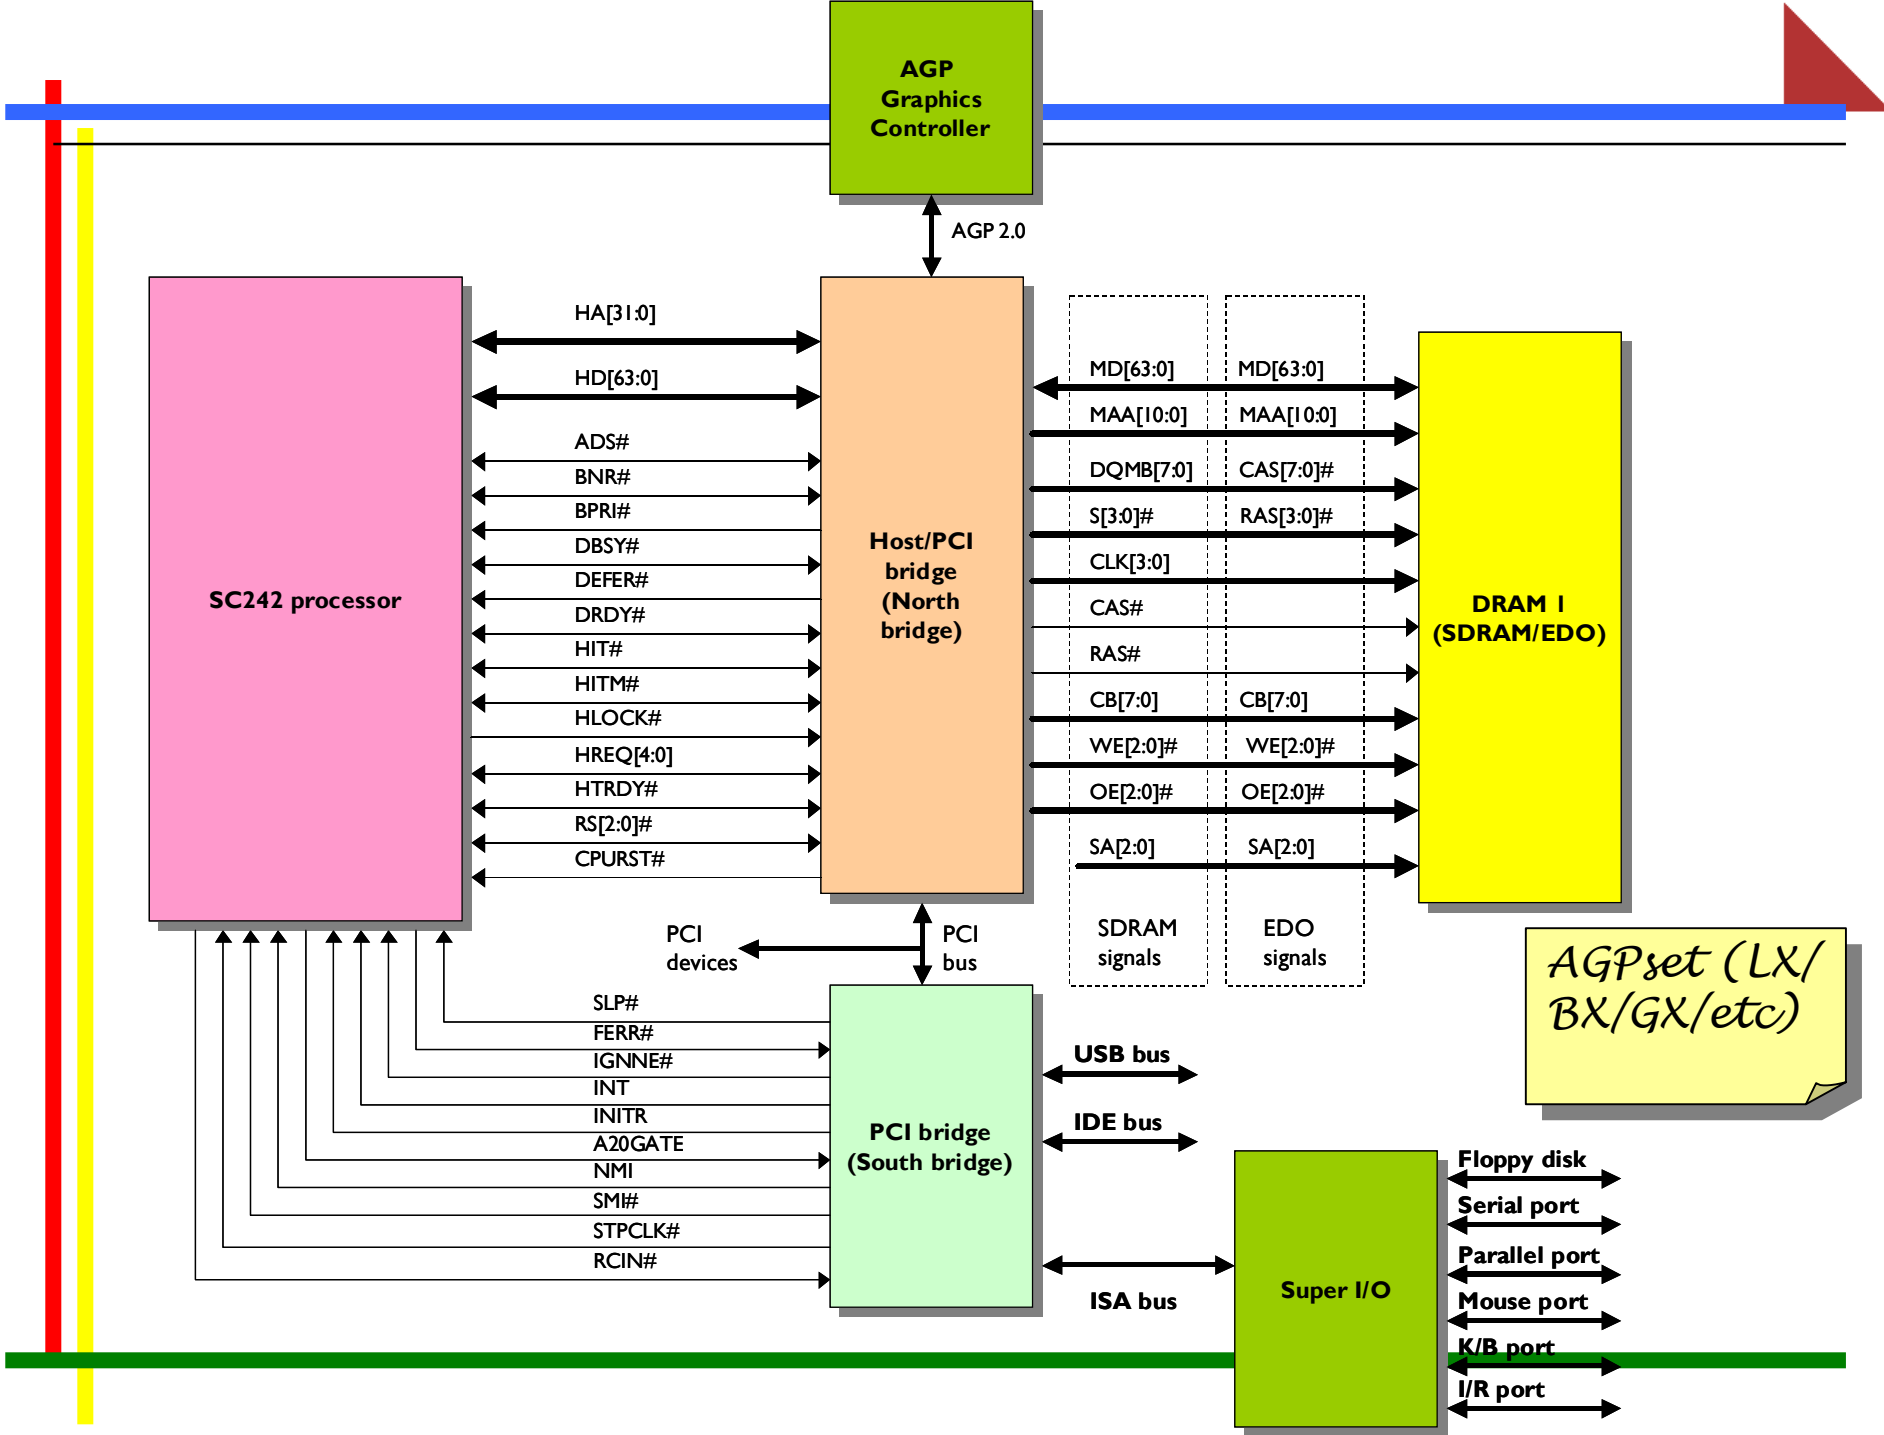 AGP
Graphics
Controller
AGP 2.0
SC242 processor
HA[31:0]
HD[63:0]
ADS#
BNR#
BPRI#
DBSY#
DEFER#
DRDY#
HIT#
HITM#
HLOCK#
HREQ[4:0]
HTRDY#
RS[2:0]#
CPURST#
Host/PCI
bridge
(North
bridge)
MD[63:0] MD[63:0]
MAA[10:0] MAA[10:0]
DQMB[7:0] CAS[7:0]#
S[3:0]# RAS[3:0]#
CLK[3:0]
CAS#
RAS#
CB[7:0] CB[7:0]
WE[2:0]# WE[2:0]#
OE[2:0]# OE[2:0]#
SA[2:0] SA[2:0]
SDRAM
signals
EDO
signals
DRAM 1
(SDRAM/EDO)
PCI
devices
PCI
bus
AGPset (LX/
BX/GX/etc)
SLP#
FERR#
IGNNE#
INT
INITR
A20GATE
NMI
SMI#
STPCLK#
RCIN#
PCI bridge
(South bridge)
USB bus
IDE bus
ISA bus
Super I/O
Floppy disk
Serial port
Parallel port
Mouse port
K/B port
I/R port